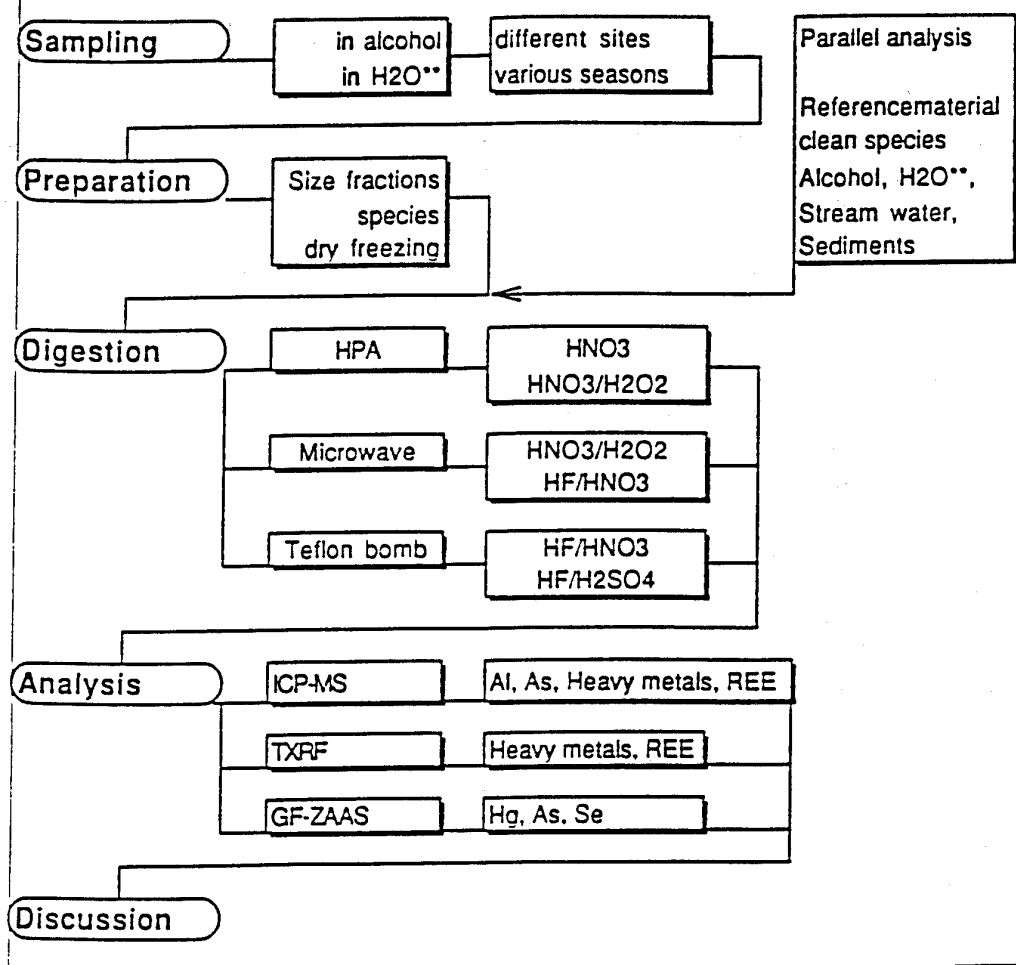 Sampling
in alcohol
in H2O**
different sites
various seasons
Parallel analysis
Referencematerial
clean species
Alcohol, H2O**,
Stream water,
Sediments
Preparation
Size fractions
species
dry freezing
Digestion
HPA
HNO3
HNO3/H2O2
Microwave
HNO3/H2O2
HF/HNO3
Teflon bomb
HF/HNO3
HF/H2SO4
Analysis
ICP-MS
Al, As, Heavy metals, REE
TXRF
Heavy metals, REE
GF-ZAAS
Hg, As, Se
Discussion